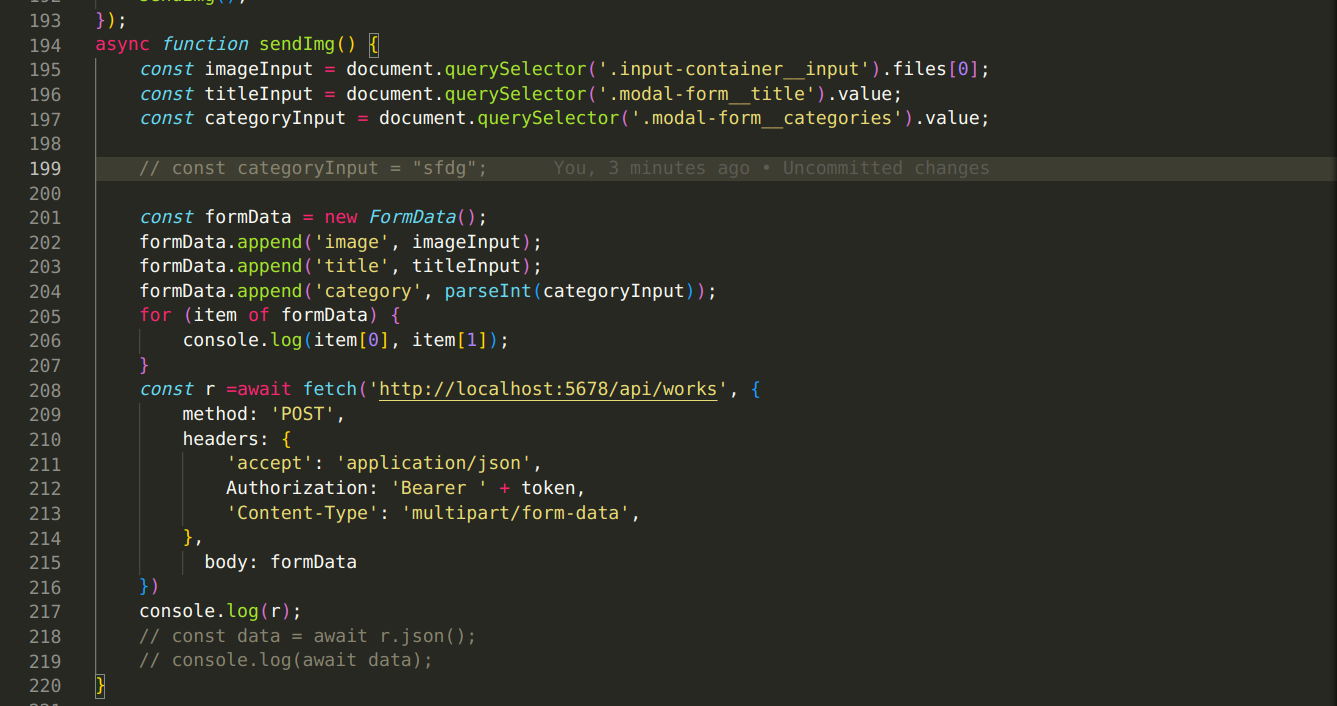 193 });
194 async function sendImg() {
195 const imageInput = document.querySelector('.input-container__input').files[0];
196 const titleInput = document.querySelector('.modal-form__title').value;
197 const categoryInput = document.querySelector('.modal-form__categories').value;
198
199 // const categoryInput = "sfdg"; You, 3 minutes ago • Uncommitted changes
200
201 const formData = new FormData();
202 formData.append('image', imageInput);
203 formData.append('title', titleInput);
204 formData.append('category', parseInt(categoryInput));
205 for (item of formData) {
206 console.log(item[0], item[1]);
207 }
208 const r =await fetch('http://localhost:5678/api/works', {
209 method: 'POST',
210 headers: {
211 'accept': 'application/json',
212 Authorization: 'Bearer ' + token,
213 'Content-Type': 'multipart/form-data',
214 },
215 body: formData
216 })
217 console.log(r);
218 // const data = await r.json();
219 // console.log(await data);
220 }